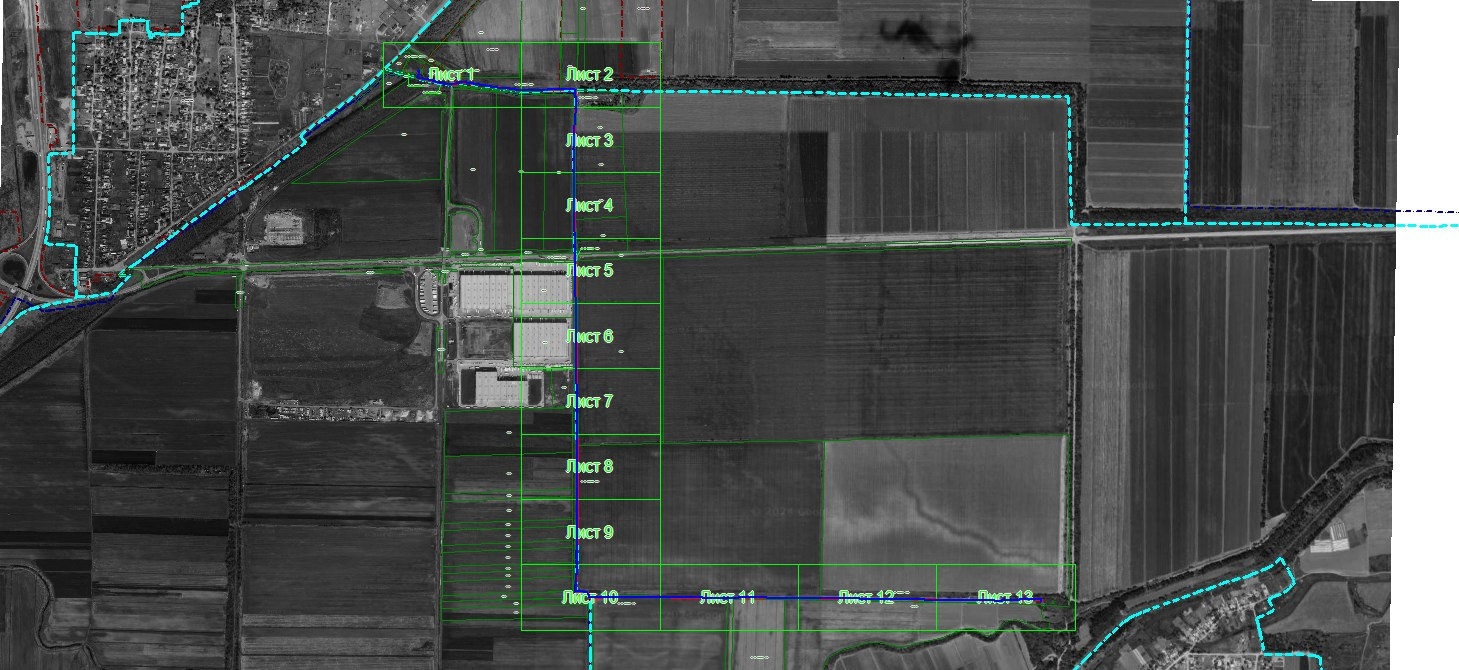 Лист 1
Лист 2
Лист 3
Лист 4
Лист 5
Лист 6
Лист 7
Лист 8
Лист 9
Лист 10
Лист 11
Лист 12
Лист 13